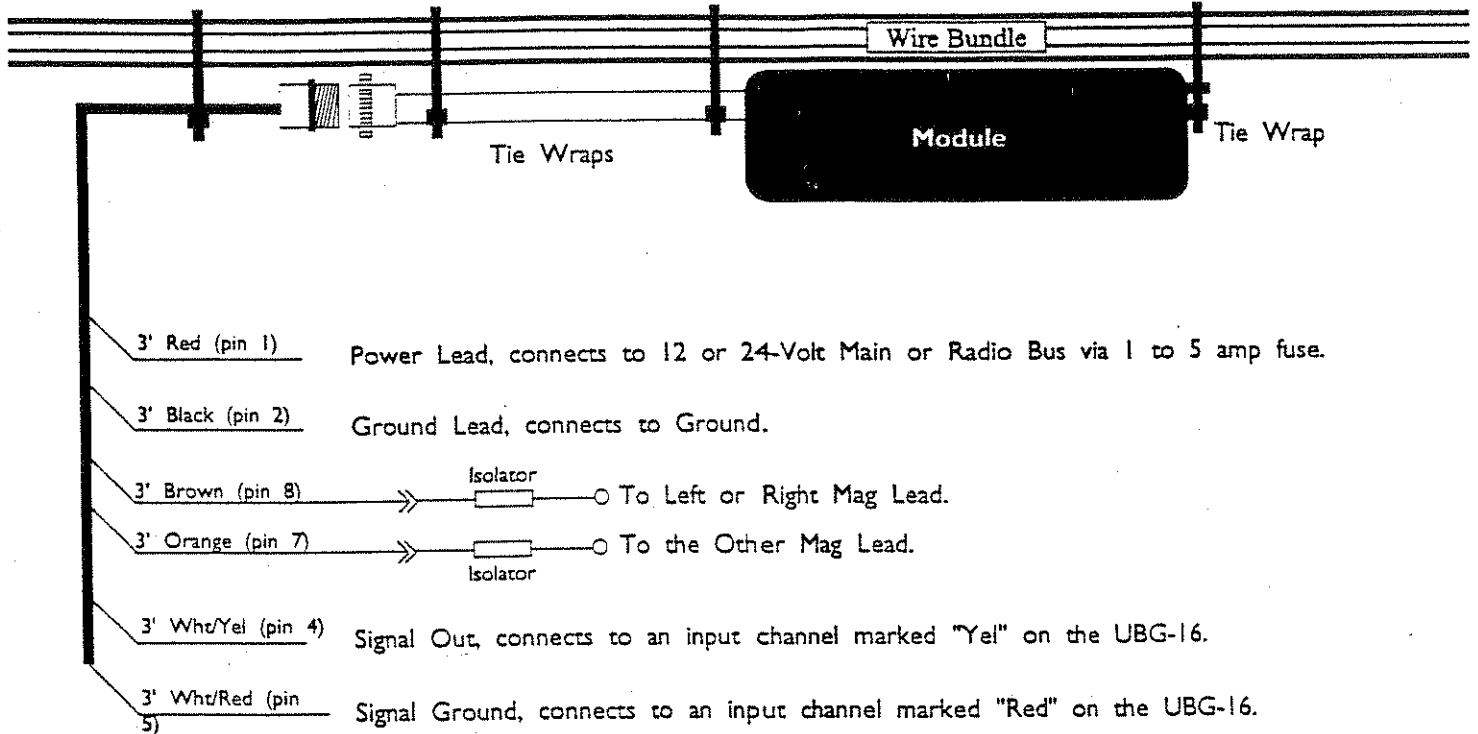 Wire Bundle
Tie Wraps
Module
Tie Wrap
3' Red (pin 1) Power Lead, connects to 12 or 24-Volt Main or Radio Bus via 1 to 5 amp fuse.
3' Black (pin 2) Ground Lead, connects to Ground.
Isolator
3' Brown (pin 8) To Left or Right Mag Lead.
3' Orange (pin 7) To the Other Mag Lead.
Isolator
3' Wht/Yel (pin 4) Signal Out, connects to an input channel marked "Yel" on the UBG-16.
3' Wht/Red (pin
5) Signal Ground, connects to an input channel marked "Red" on the UBG-16.